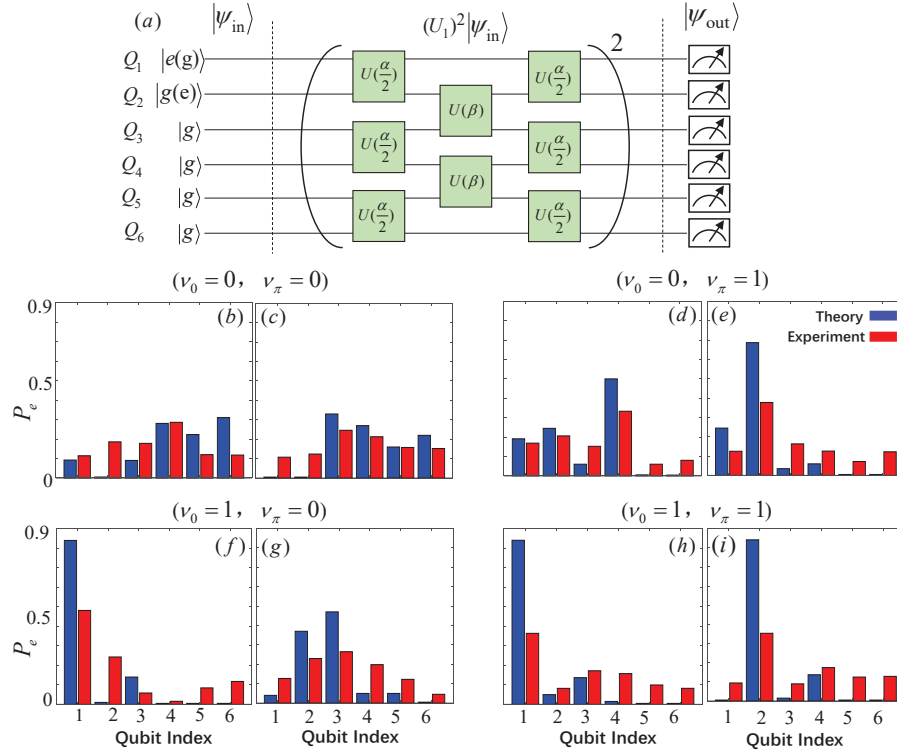 (a) |ψin⟩ (U1)²|ψin⟩ |ψout⟩
2
Q1 |e(g)⟩ U(α/2) U(α/2)
Q2 |g(e)⟩ U(β)
Q3 |g⟩ U(α/2) U(α/2)
Q4 |g⟩ U(β)
Q5 |g⟩ U(α/2) U(α/2)
Q6 |g⟩
(ν0=0, νπ=0) (ν0=0, νπ=1)
0.9 (b) (c) (d) (e)
Theory
Experiment
0.5
Pe
0
(ν0=1, νπ=0) (ν0=1, νπ=1)
0.9 (f) (g) (h) (i)
0.5
Pe
0
1 2 3 4 5 6 1 2 3 4 5 6 1 2 3 4 5 6 1 2 3 4 5 6
Qubit Index Qubit Index Qubit Index Qubit Index